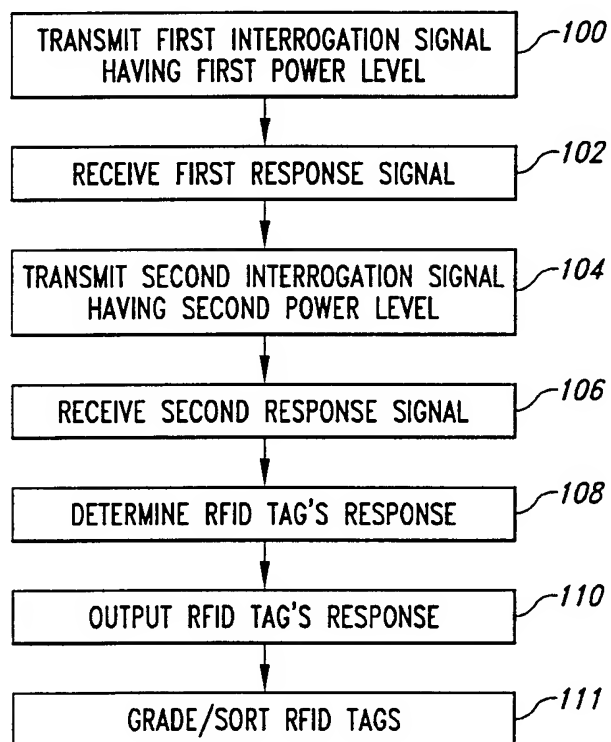 TRANSMIT FIRST INTERROGATION SIGNAL
HAVING FIRST POWER LEVEL
100
RECEIVE FIRST RESPONSE SIGNAL
102
TRANSMIT SECOND INTERROGATION SIGNAL
HAVING SECOND POWER LEVEL
104
RECEIVE SECOND RESPONSE SIGNAL
106
DETERMINE RFID TAG'S RESPONSE
108
OUTPUT RFID TAG'S RESPONSE
110
GRADE/SORT RFID TAGS
111